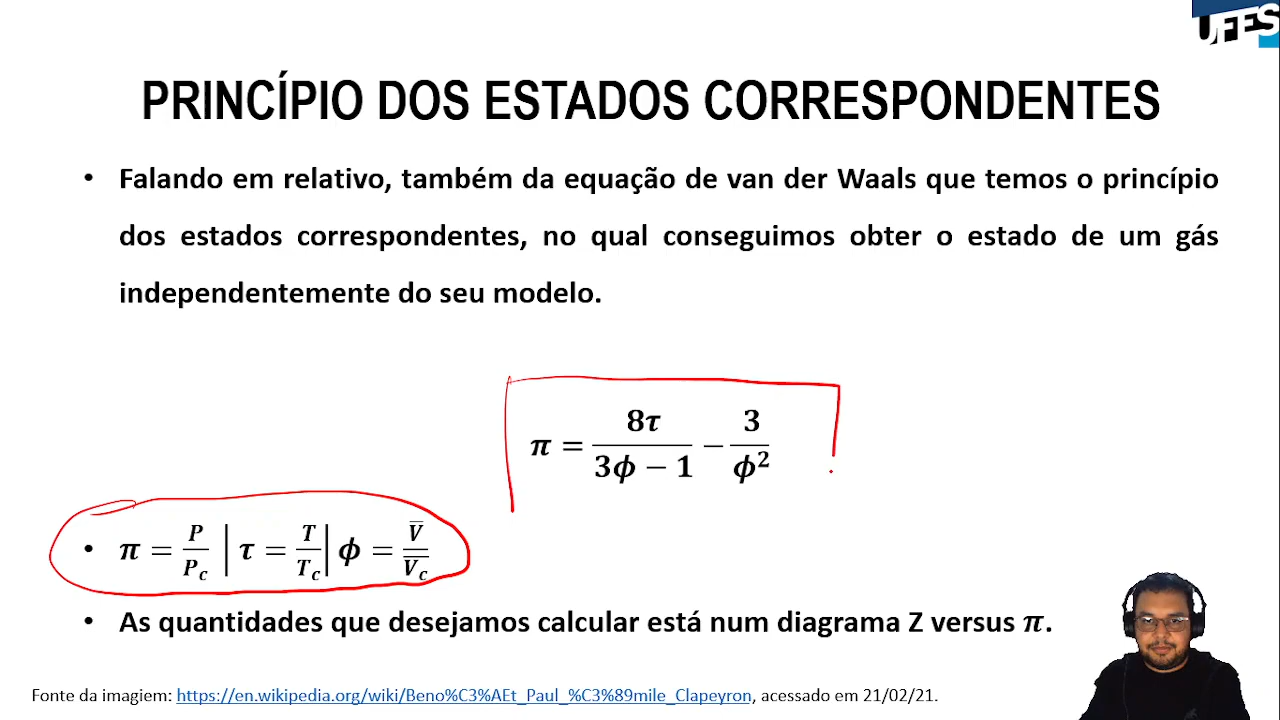 UFES
PRINCÍPIO DOS ESTADOS CORRESPONDENTES
• Falando em relativo, também da equação de van der Waals que temos o princípio
dos estados correspondentes, no qual conseguimos obter o estado de um gás
independentemente do seu modelo.
π = 8τ/(3ϕ − 1) − 3/ϕ²
• π = P/P_c | τ = T/T_c | ϕ = V̅/V̅_c
• As quantidades que desejamos calcular está num diagrama Z versus π.
Fonte da imagiem: https://en.wikipedia.org/wiki/Beno%C3%AEt_Paul_%C3%89mile_Clapeyron, acessado em 21/02/21.